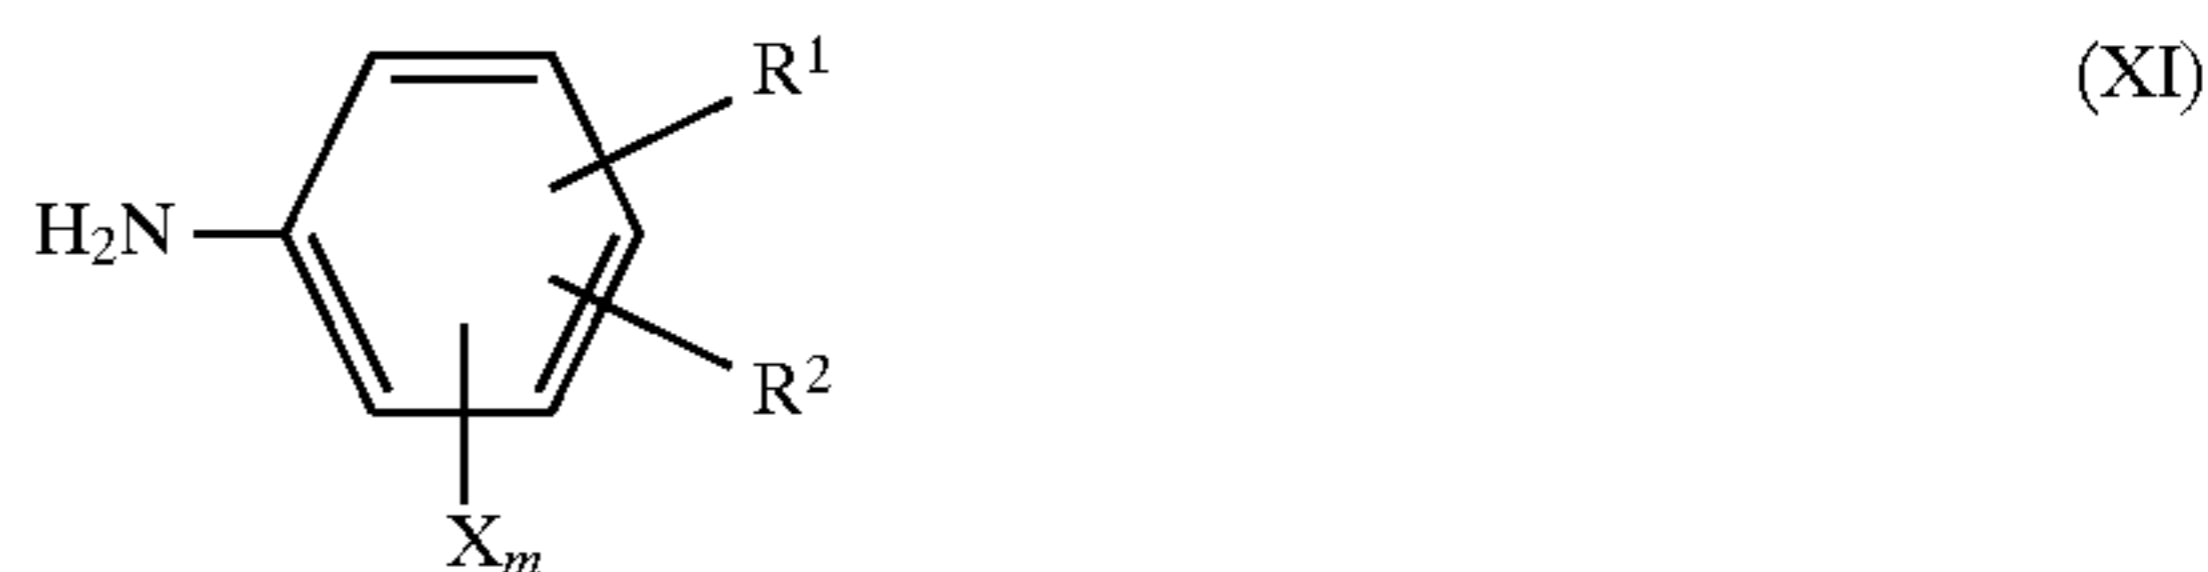 R¹ (XI)
H₂N
R²
Xₘ